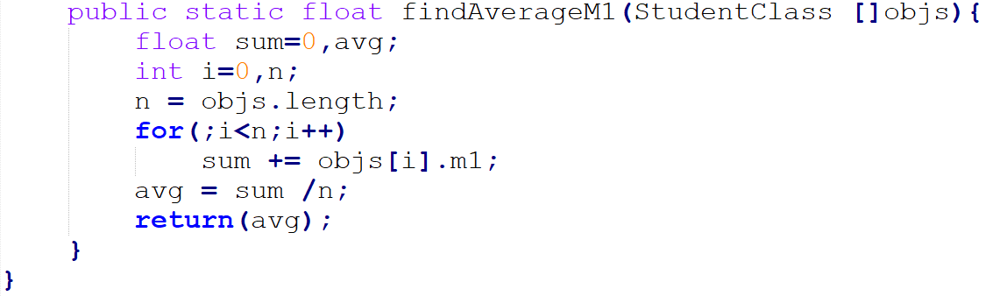 public static float findAverageM1(StudentClass []objs){
float sum=0,avg;
int i=0,n;
n = objs.length;
for(;i<n;i++)
sum += objs[i].m1;
avg = sum /n;
return(avg);
}
}